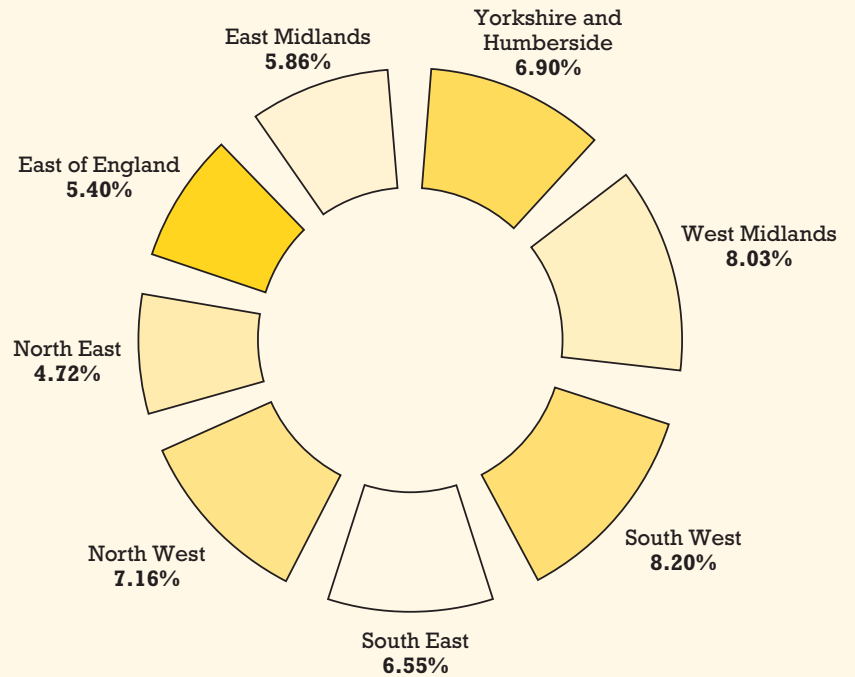 Yorkshire and
Humberside
6.90%
East Midlands
5.86%
East of England
5.40%
West Midlands
8.03%
North East
4.72%
South West
8.20%
North West
7.16%
South East
6.55%